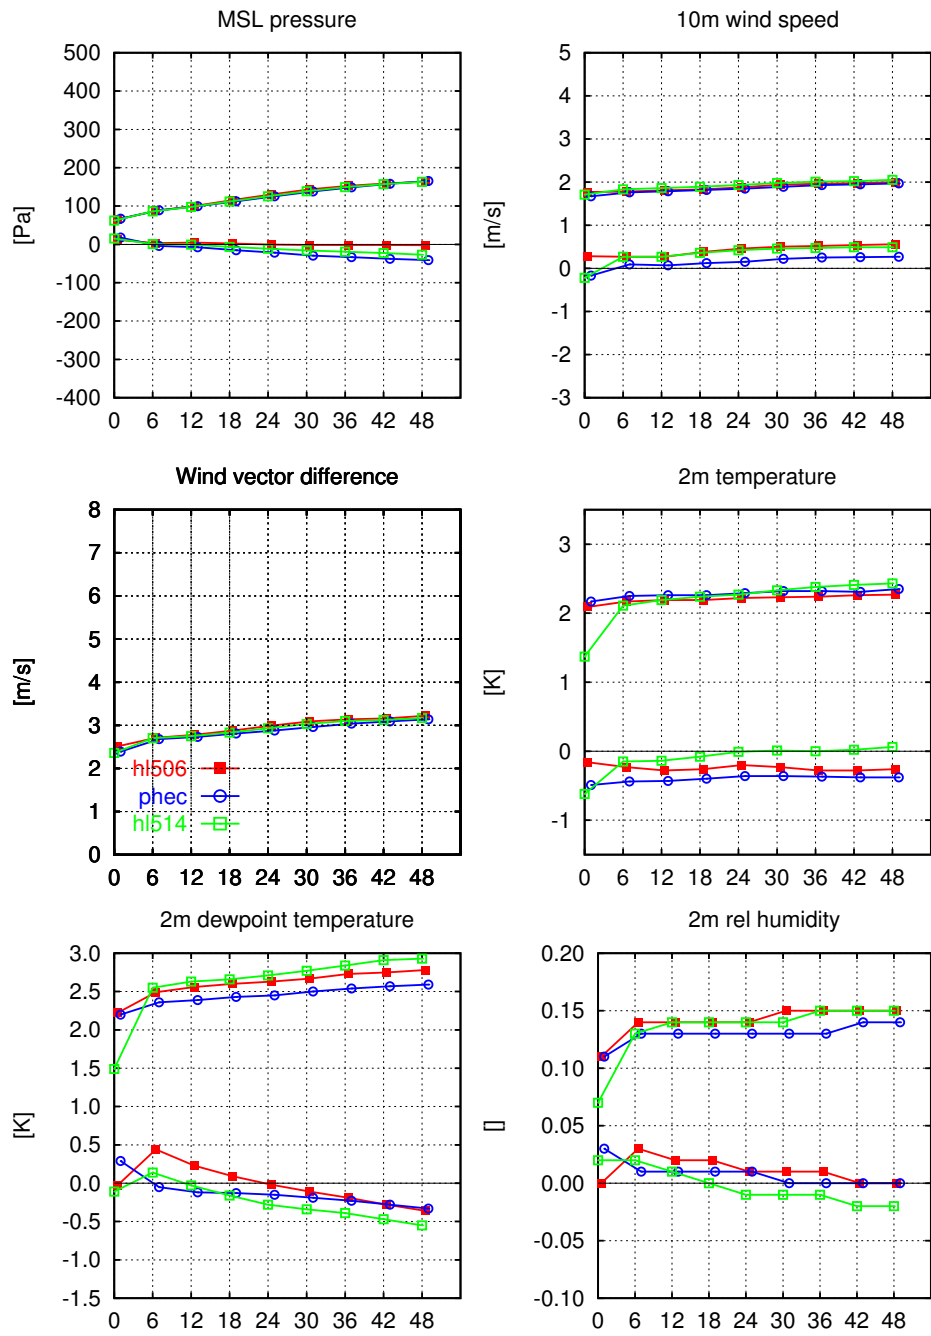 MSL pressure
500
400
300
200
100
0
-100
-200
-300
-400
[Pa]
0 6 12 18 24 30 36 42 48
10m wind speed
5
4
3
2
1
0
-1
-2
-3
[m/s]
0 6 12 18 24 30 36 42 48
Wind vector difference
8
7
6
5
4
3
2
1
0
[m/s]
hl506
phec
hl514
0 6 12 18 24 30 36 42 48
2m temperature
3
2
1
0
-1
[K]
0 6 12 18 24 30 36 42 48
2m dewpoint temperature
3.0
2.5
2.0
1.5
1.0
0.5
0.0
-0.5
-1.0
-1.5
[K]
0 6 12 18 24 30 36 42 48
2m rel humidity
0.20
0.15
0.10
0.05
0.00
-0.05
-0.10
[]
0 6 12 18 24 30 36 42 48